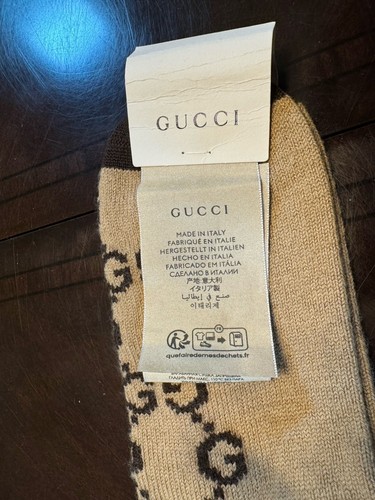 GUCCI
GUCCI
MADE IN ITALY
FABRIQUÉ EN ITALIE
HERGESTELLT IN ITALIEN
HECHO EN ITALIA
FABRICADO EM ITÁLIA
СДЕЛАНО В ИТАЛИИ
产地:意大利
イタリア製
صنع في إيطاليا
이태리제
quefairedemesdechets.fr